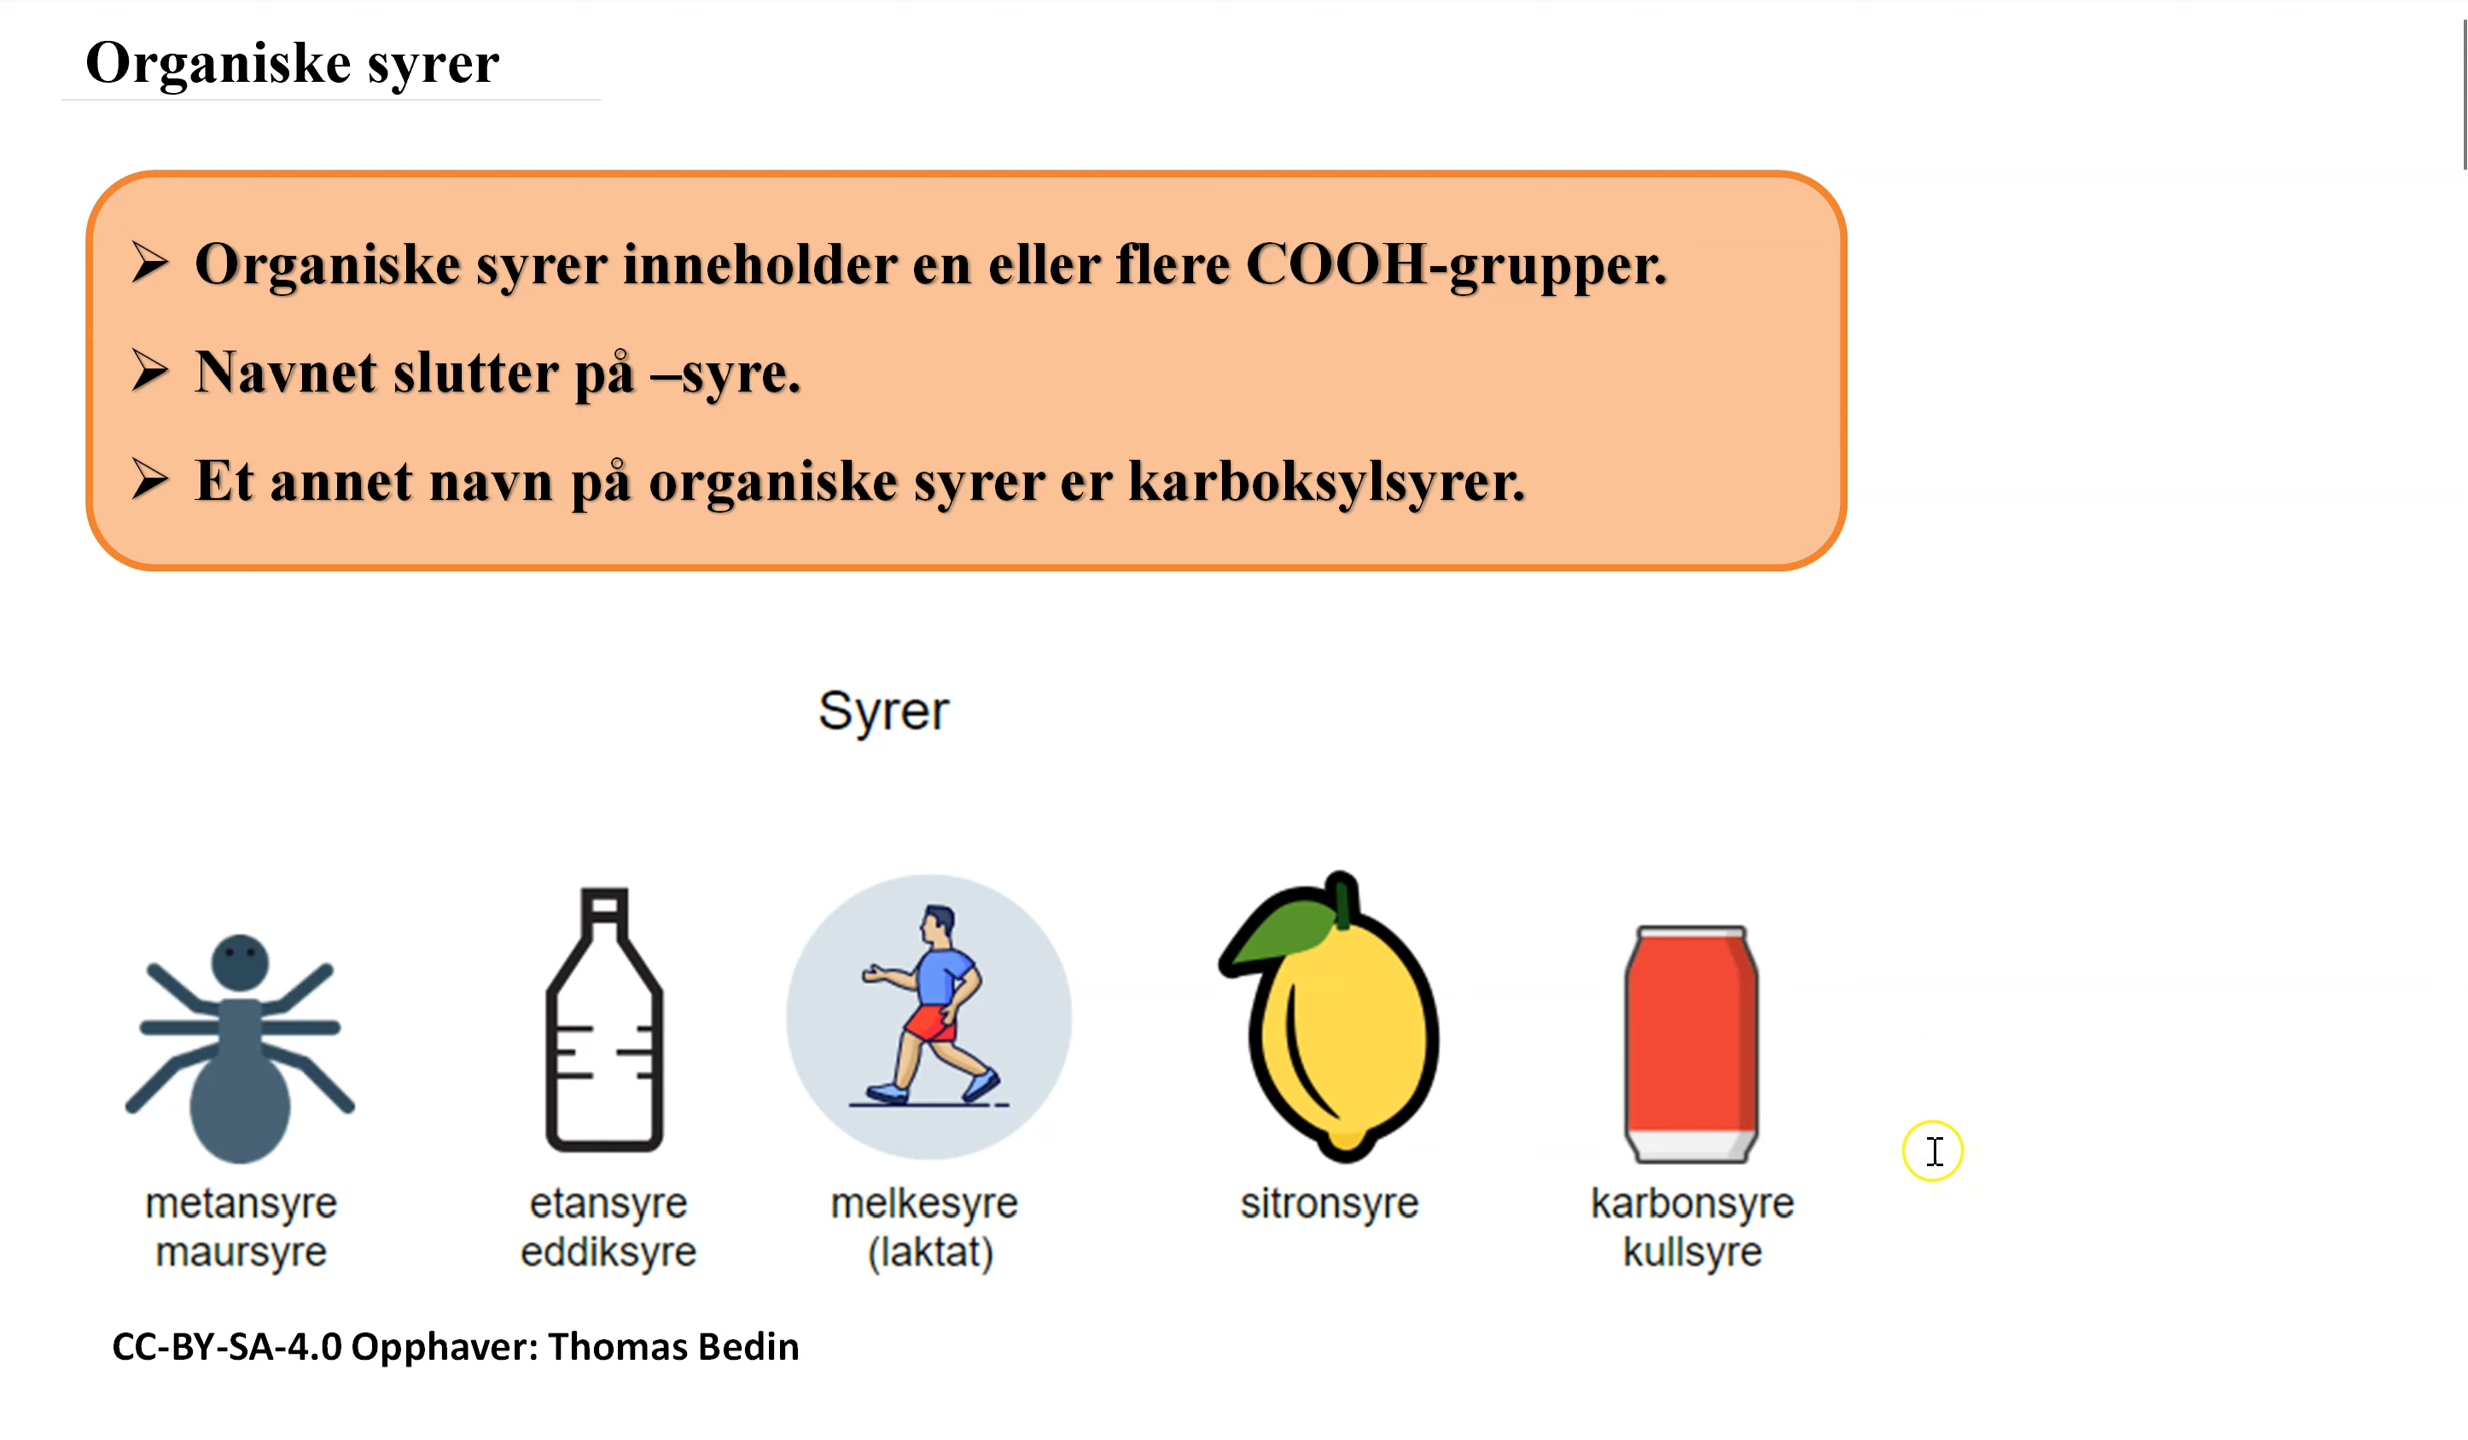 Organiske syrer
➢ Organiske syrer inneholder en eller flere COOH-grupper.
➢ Navnet slutter på –syre.
➢ Et annet navn på organiske syrer er karboksylsyrer.
Syrer
metansyre
maursyre
etansyre
eddiksyre
melkesyre
(laktat)
sitronsyre
karbonsyre
kullsyre
CC-BY-SA-4.0 Opphaver: Thomas Bedin